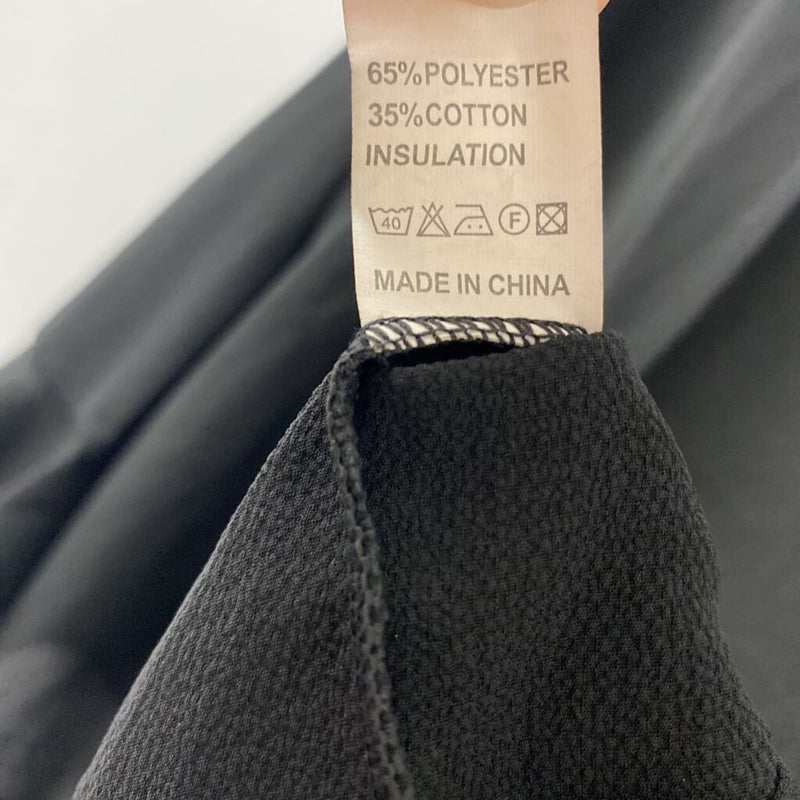 65%POLYESTER
35%COTTON
INSULATION
40 F
MADE IN CHINA